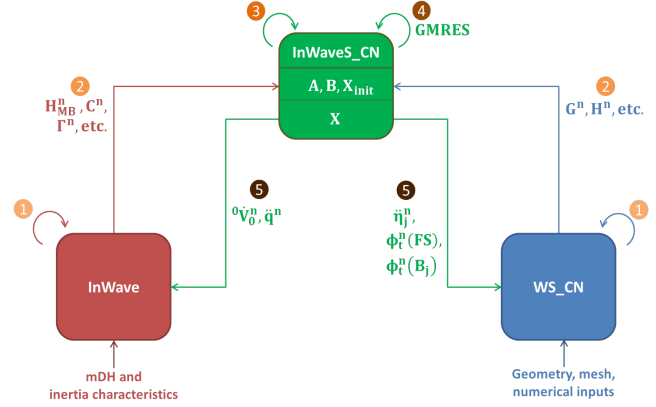 3
4
GMRES
InWaveS_CN
A, B, X_init
X
2
H^n_MB, C^n,
Γ^n, etc.
2
G^n, H^n, etc.
5
⁰V̇^n_0, q̈^n
5
η̈^n_j,
ϕ^n_t(FS),
ϕ^n_t(B_j)
1
InWave
1
WS_CN
mDH and
inertia characteristics
Geometry, mesh,
numerical inputs